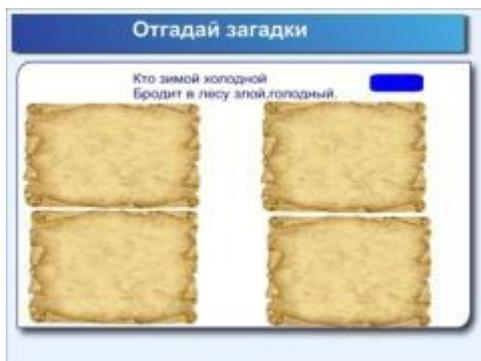 Отгадай загадки
Кто зимой холодной
Бродит в лесу злой,голодный.